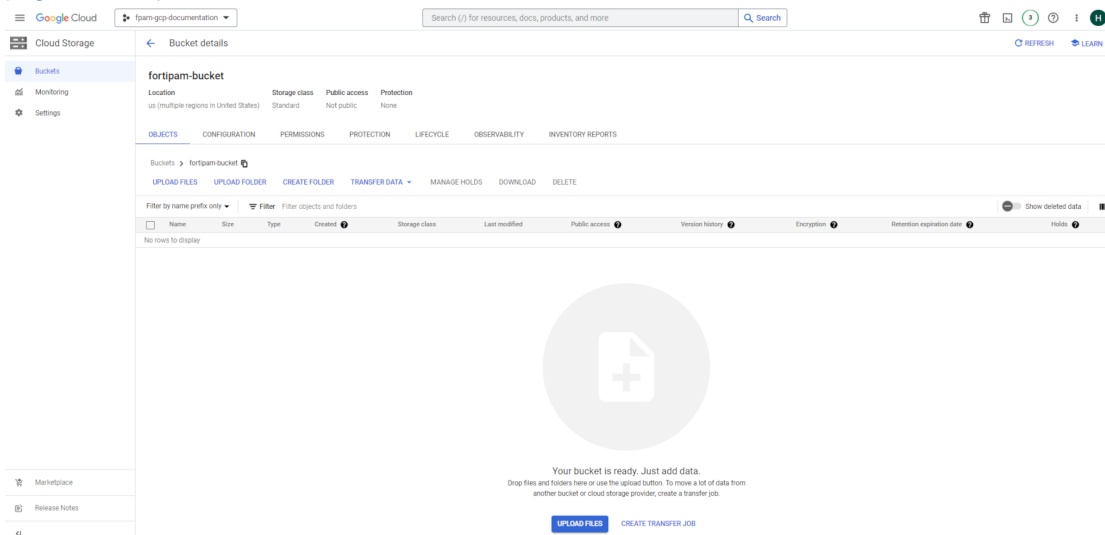 Google Cloud
fpam-gcp-documentation
Search (/) for resources, docs, products, and more
Search
3
H
Cloud Storage
Bucket details
REFRESH
LEARN
Buckets
Monitoring
Settings
fortipam-bucket
Location
Storage class
Public access
Protection
us (multiple regions in United States)
Standard
Not public
None
OBJECTS
CONFIGURATION
PERMISSIONS
PROTECTION
LIFECYCLE
OBSERVABILITY
INVENTORY REPORTS
Buckets > fortipam-bucket
UPLOAD FILES
UPLOAD FOLDER
CREATE FOLDER
TRANSFER DATA
MANAGE HOLDS
DOWNLOAD
DELETE
Filter by name prefix only
Filter
Filter objects and folders
Show deleted data
Name
Size
Type
Created
Storage class
Last modified
Public access
Version history
Encryption
Retention expiration date
Holds
No rows to display
Your bucket is ready. Just add data.
Drop files and folders here or use the upload button. To move a lot of data from
another bucket or cloud storage provider, create a transfer job.
UPLOAD FILES
CREATE TRANSFER JOB
Marketplace
Release Notes